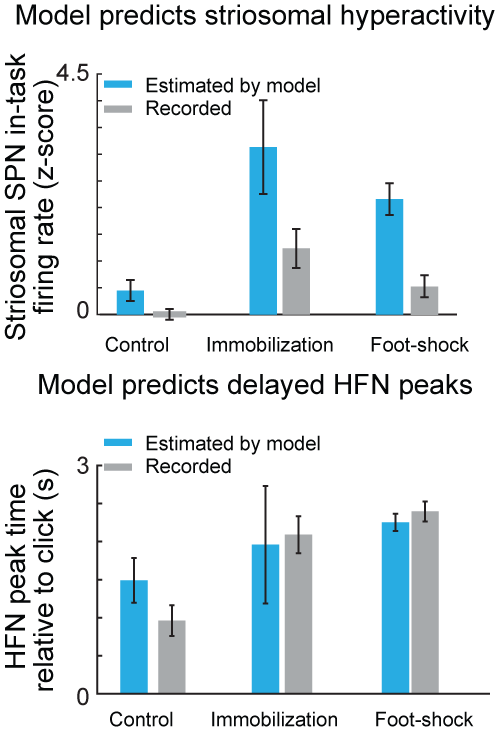 Model predicts striosomal hyperactivity
Striosomal SPN in-task
firing rate (z-score)
4.5
0
Estimated by model
Recorded
Control
Immobilization
Foot-shock
Model predicts delayed HFN peaks
HFN peak time
relative to click (s)
3
0
Estimated by model
Recorded
Control
Immobilization
Foot-shock